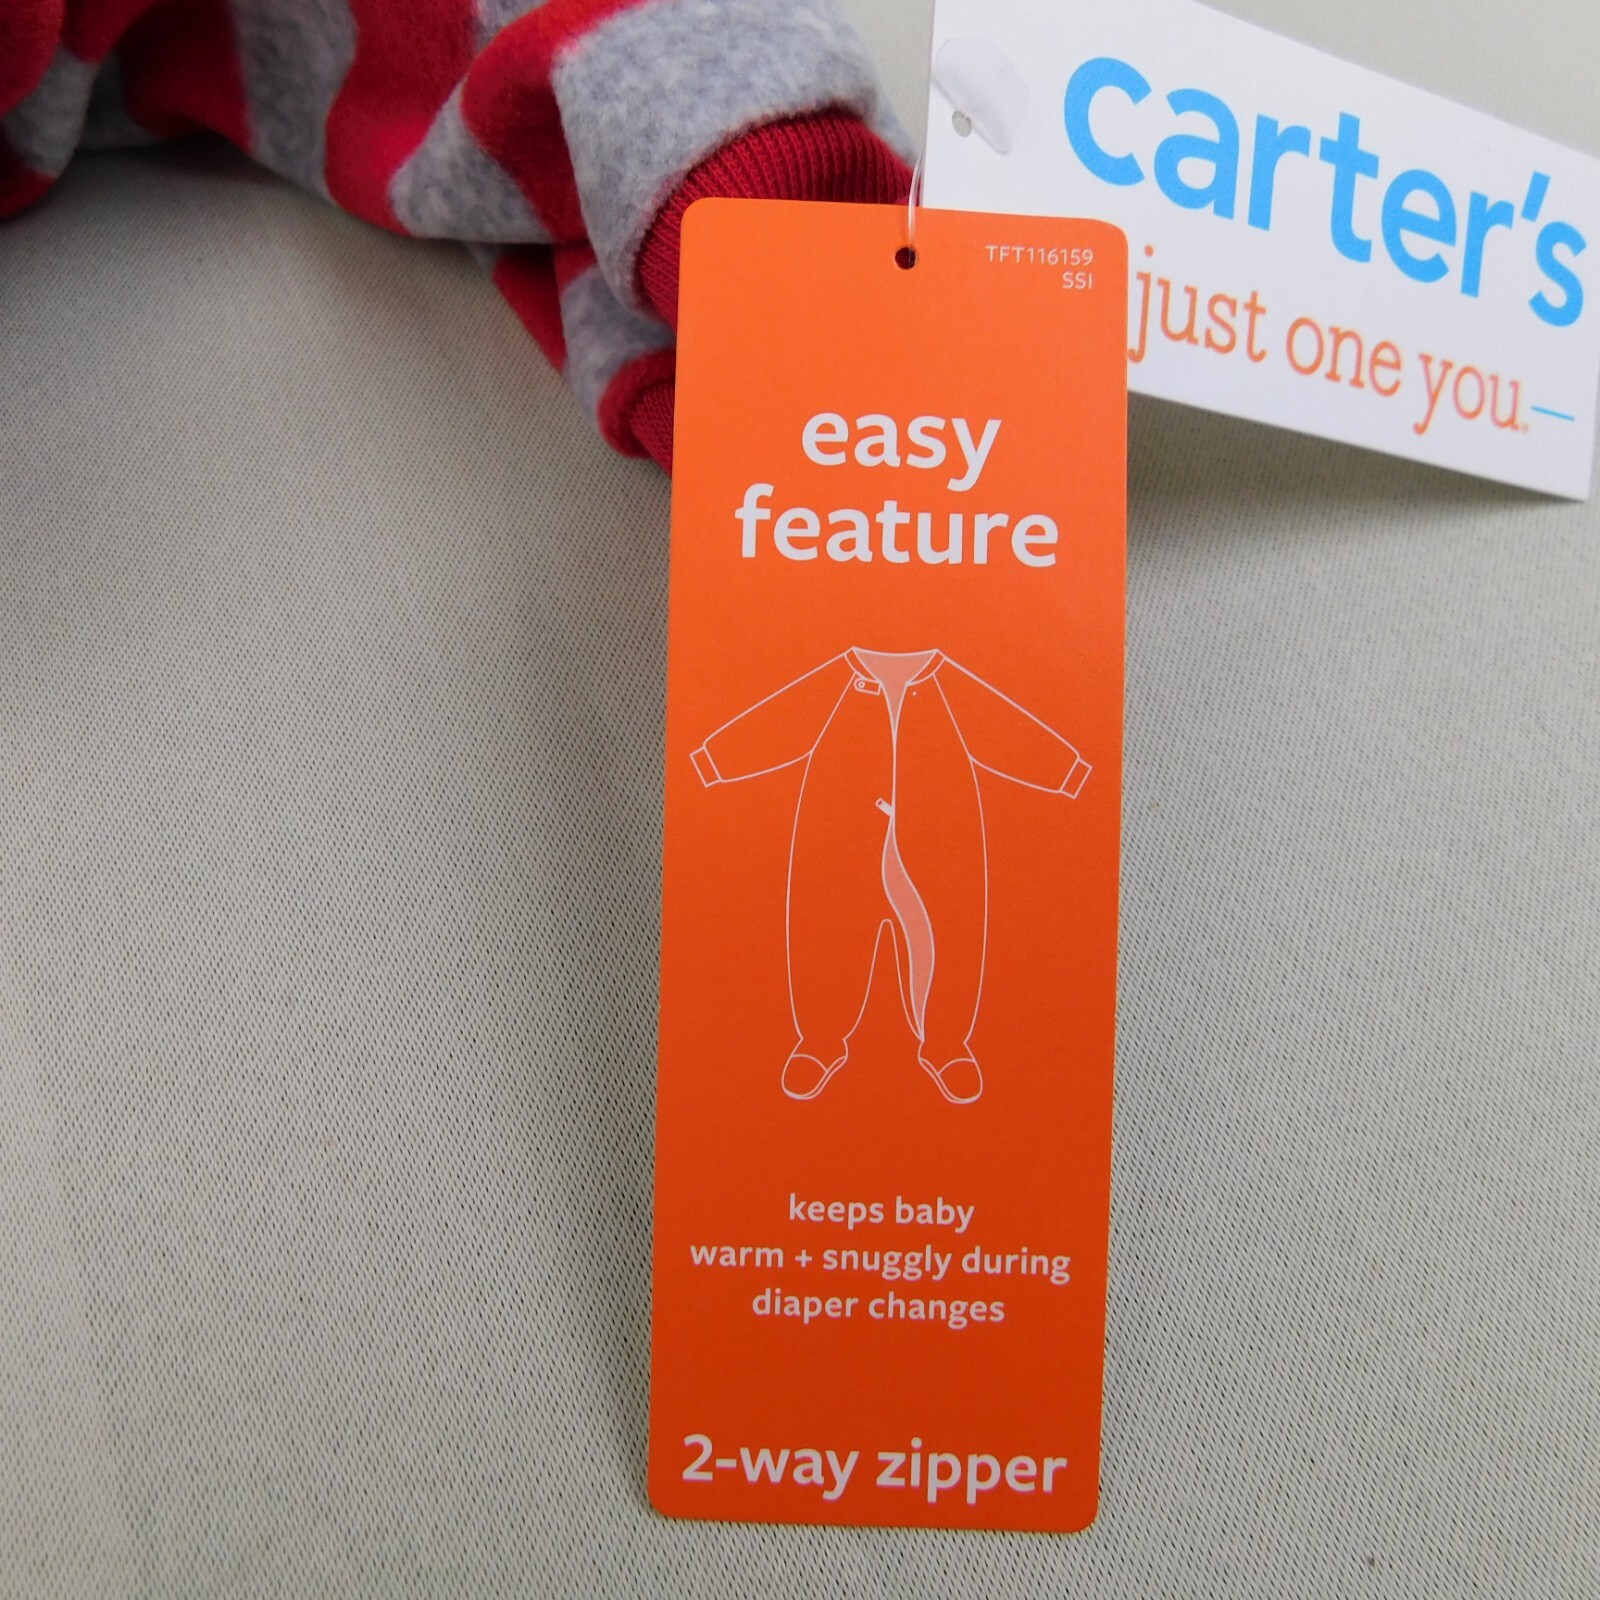 carter's
just one you.
TFT116159
SSI
easy
feature
keeps baby
warm + snuggly during
diaper changes
2-way zipper